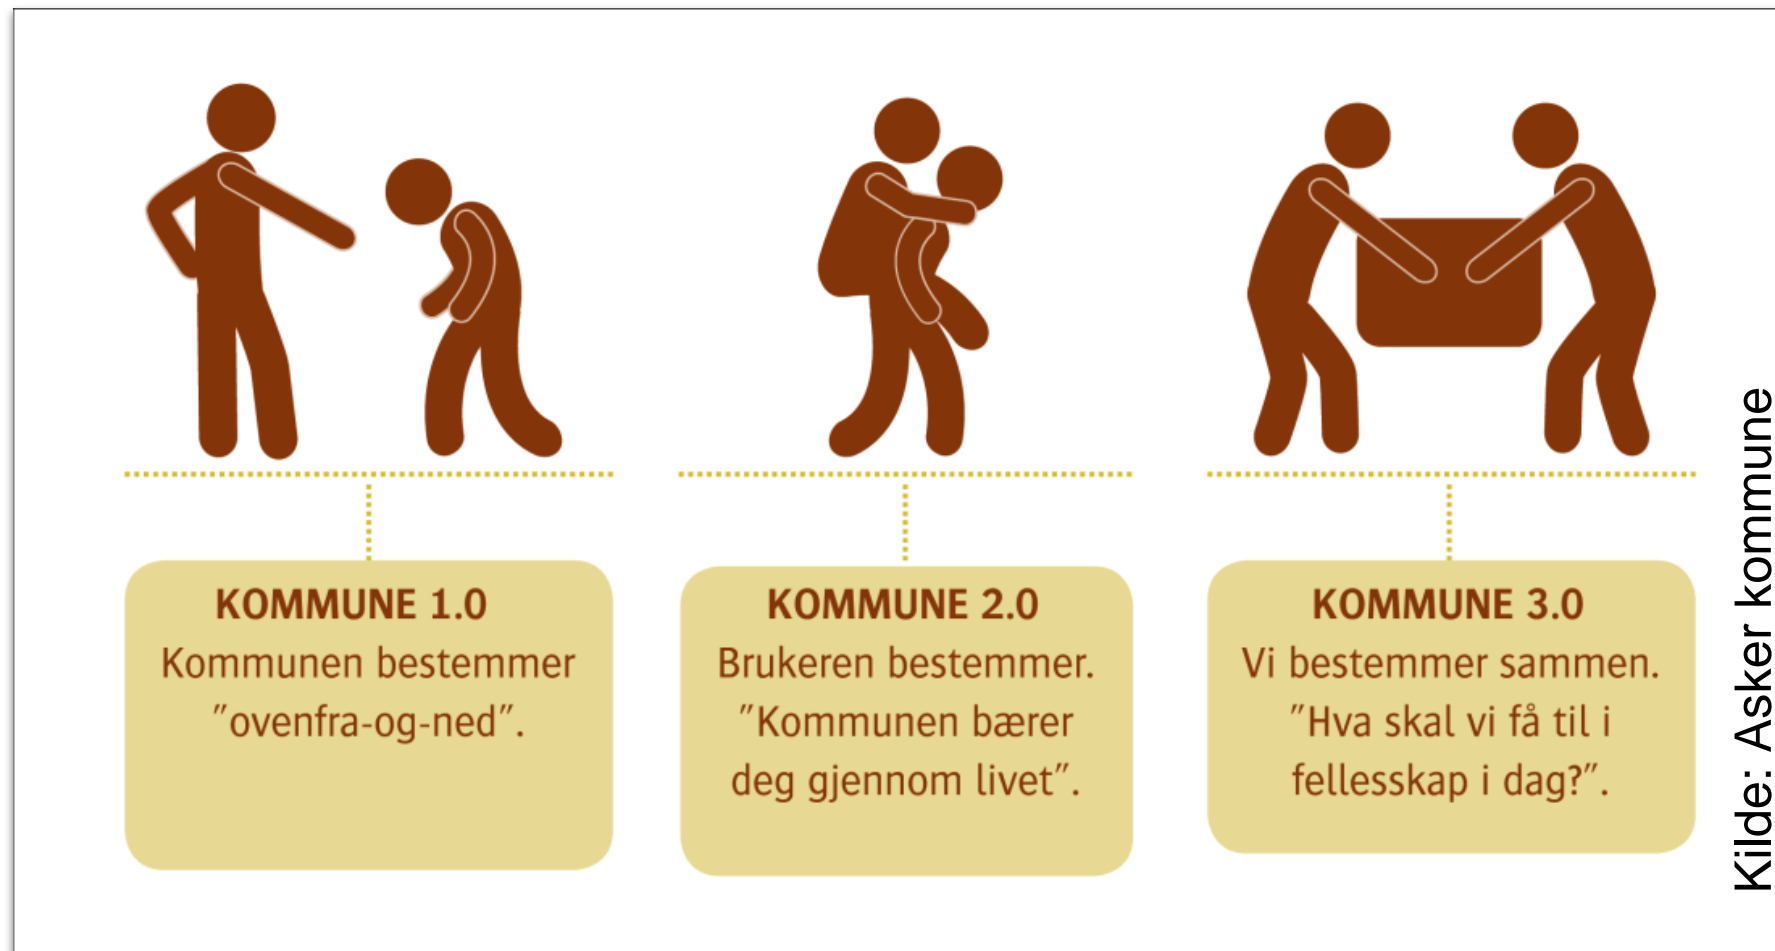 KOMMUNE 1.0
Kommunen bestemmer
”ovenfra-og-ned”.
KOMMUNE 2.0
Brukeren bestemmer.
”Kommunen bærer
deg gjennom livet”.
KOMMUNE 3.0
Vi bestemmer sammen.
”Hva skal vi få til i
fellesskap i dag?”.
Kilde: Asker kommune